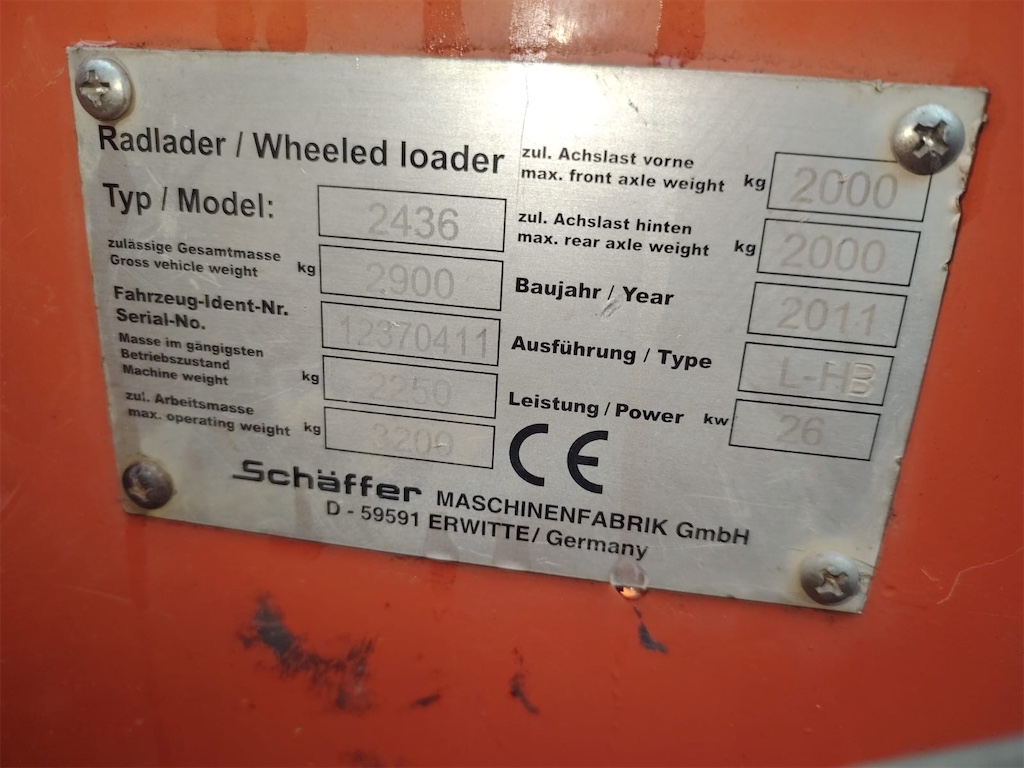 Radlader / Wheeled loader
Typ / Model: 2436
zulässige Gesamtmasse
Gross vehicle weight kg 2900
Fahrzeug-Ident-Nr.
Serial-No. 12370411
Masse im gängigsten
Betriebszustand
Machine weight kg 2250
zul. Arbeitsmasse
max. operating weight kg 3200
zul. Achslast vorne
max. front axle weight kg 2000
zul. Achslast hinten
max. rear axle weight kg 2000
Baujahr / Year 2011
Ausführung / Type L-HB
Leistung / Power kw 26
CE
Schäffer MASCHINENFABRIK GmbH
D - 59591 ERWITTE/ Germany